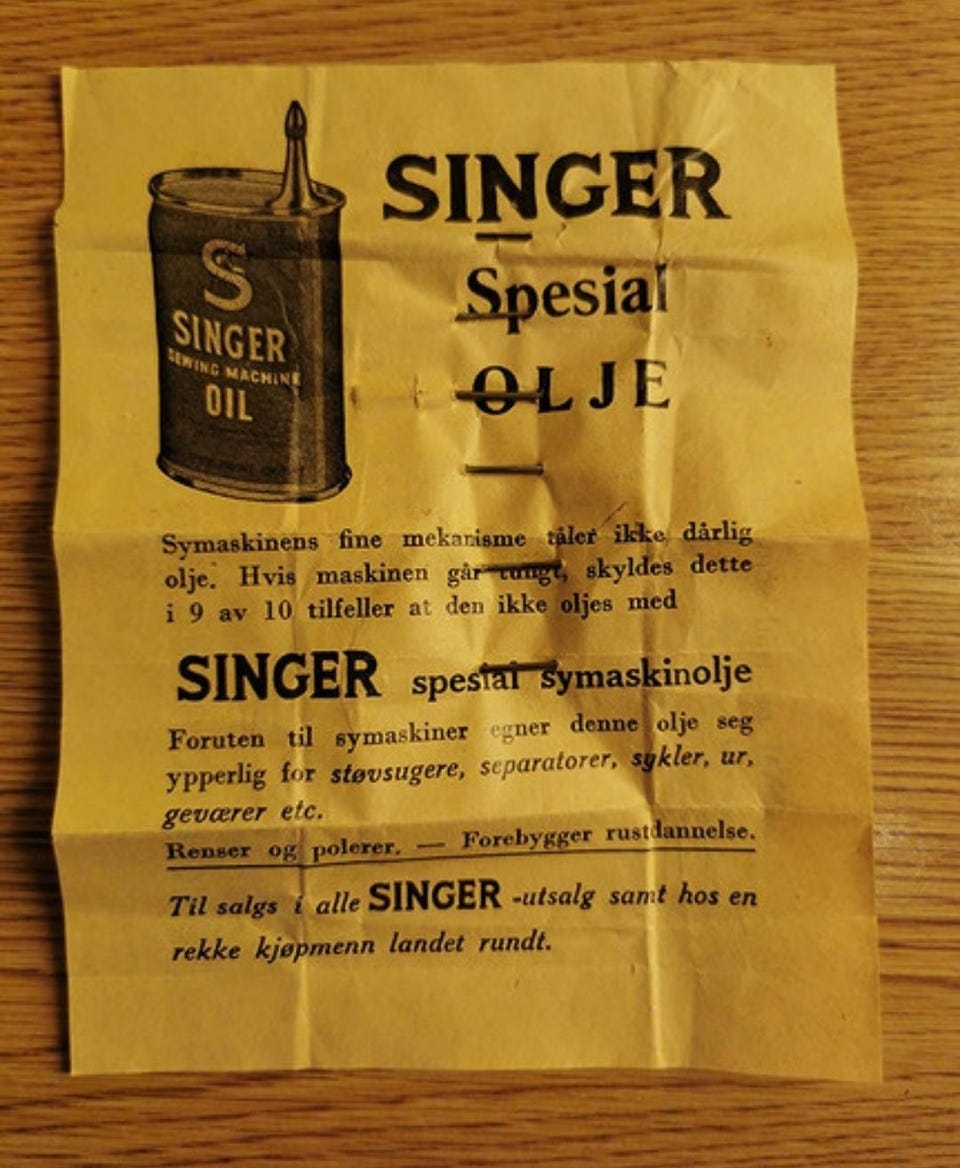 SINGER
Spesial
OLJE
S
SINGER
SEWING MACHINE
OIL
Symaskinens fine mekanisme tåler ikke dårlig
olje. Hvis maskinen går tungt, skyldes dette
i 9 av 10 tilfeller at den ikke oljes med
SINGER spesial symaskinolje
Foruten til symaskiner egner denne olje seg
ypperlig for støvsugere, separatorer, sykler, ur,
geværer etc.
Renser og polerer. — Forebygger rustdannelse.
Til salgs i alle SINGER -utsalg samt hos en
rekke kjøpmenn landet rundt.